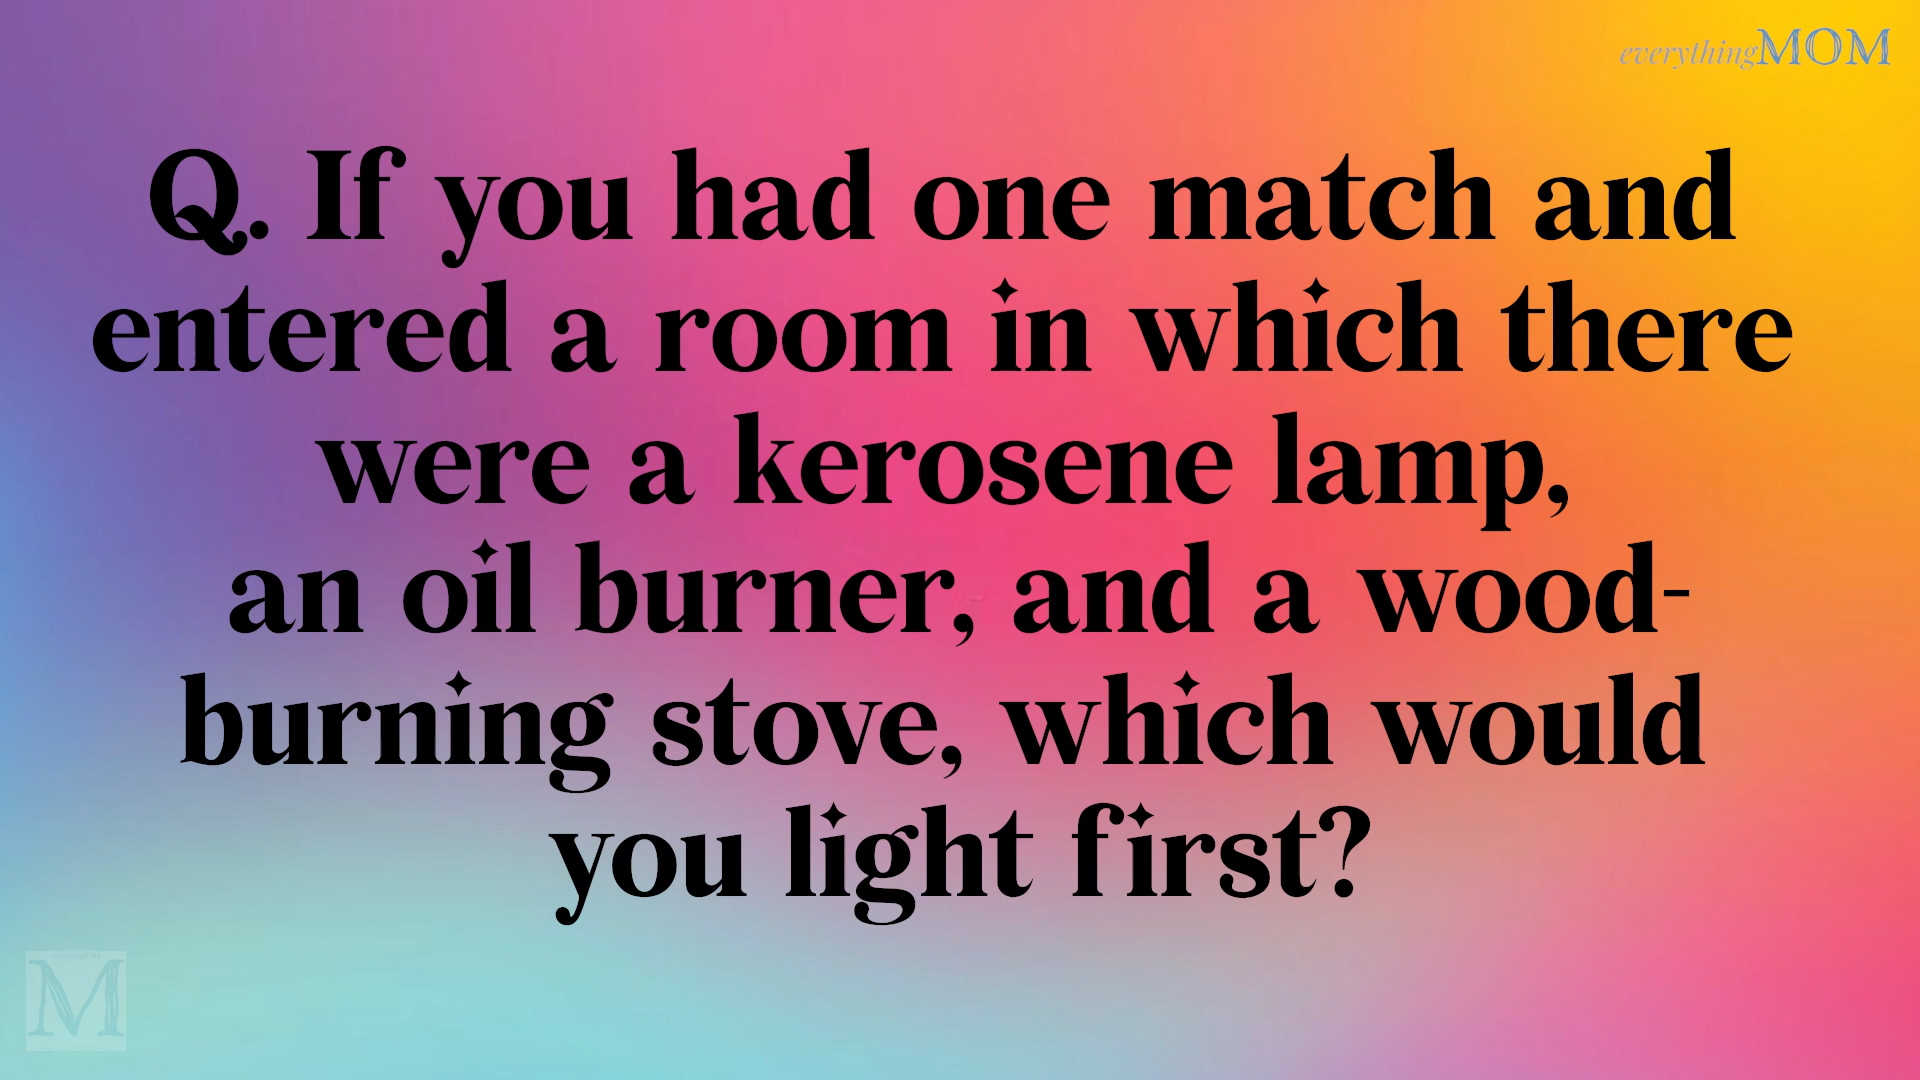 everythingMOM
Q. If you had one match and
entered a room in which there
were a kerosene lamp,
an oil burner, and a wood-
burning stove, which would
you light first?
M